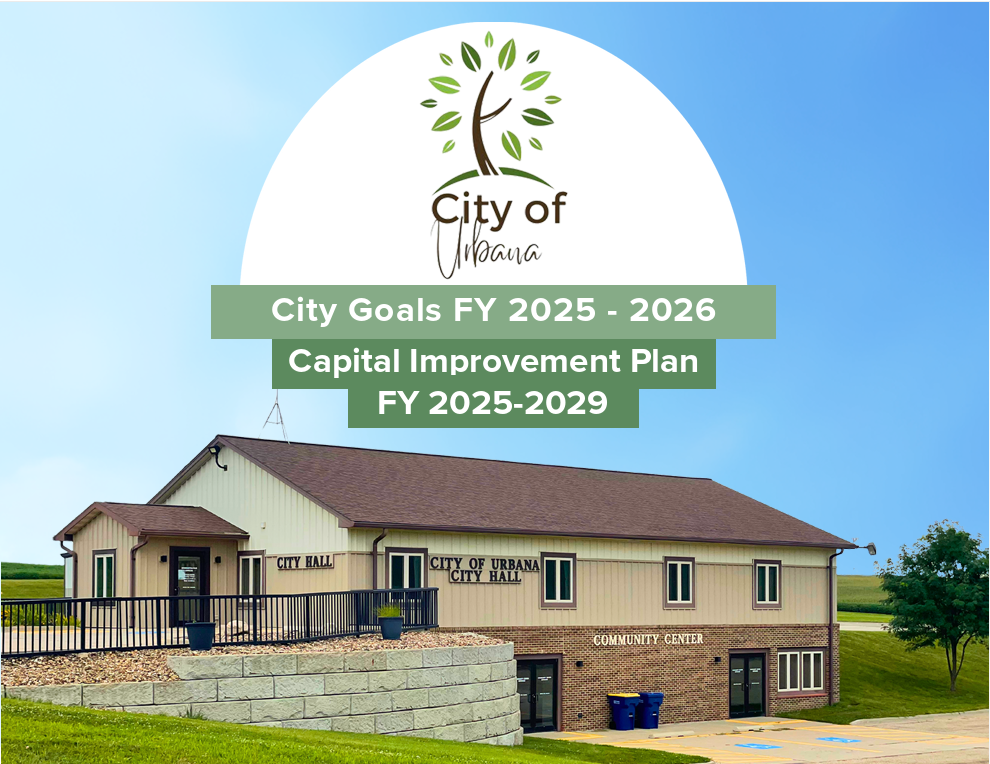 City of
Urbana
City Goals FY 2025 - 2026
Capital Improvement Plan
FY 2025-2029
CITY HALL
CITY OF URBANA
CITY HALL
COMMUNITY CENTER